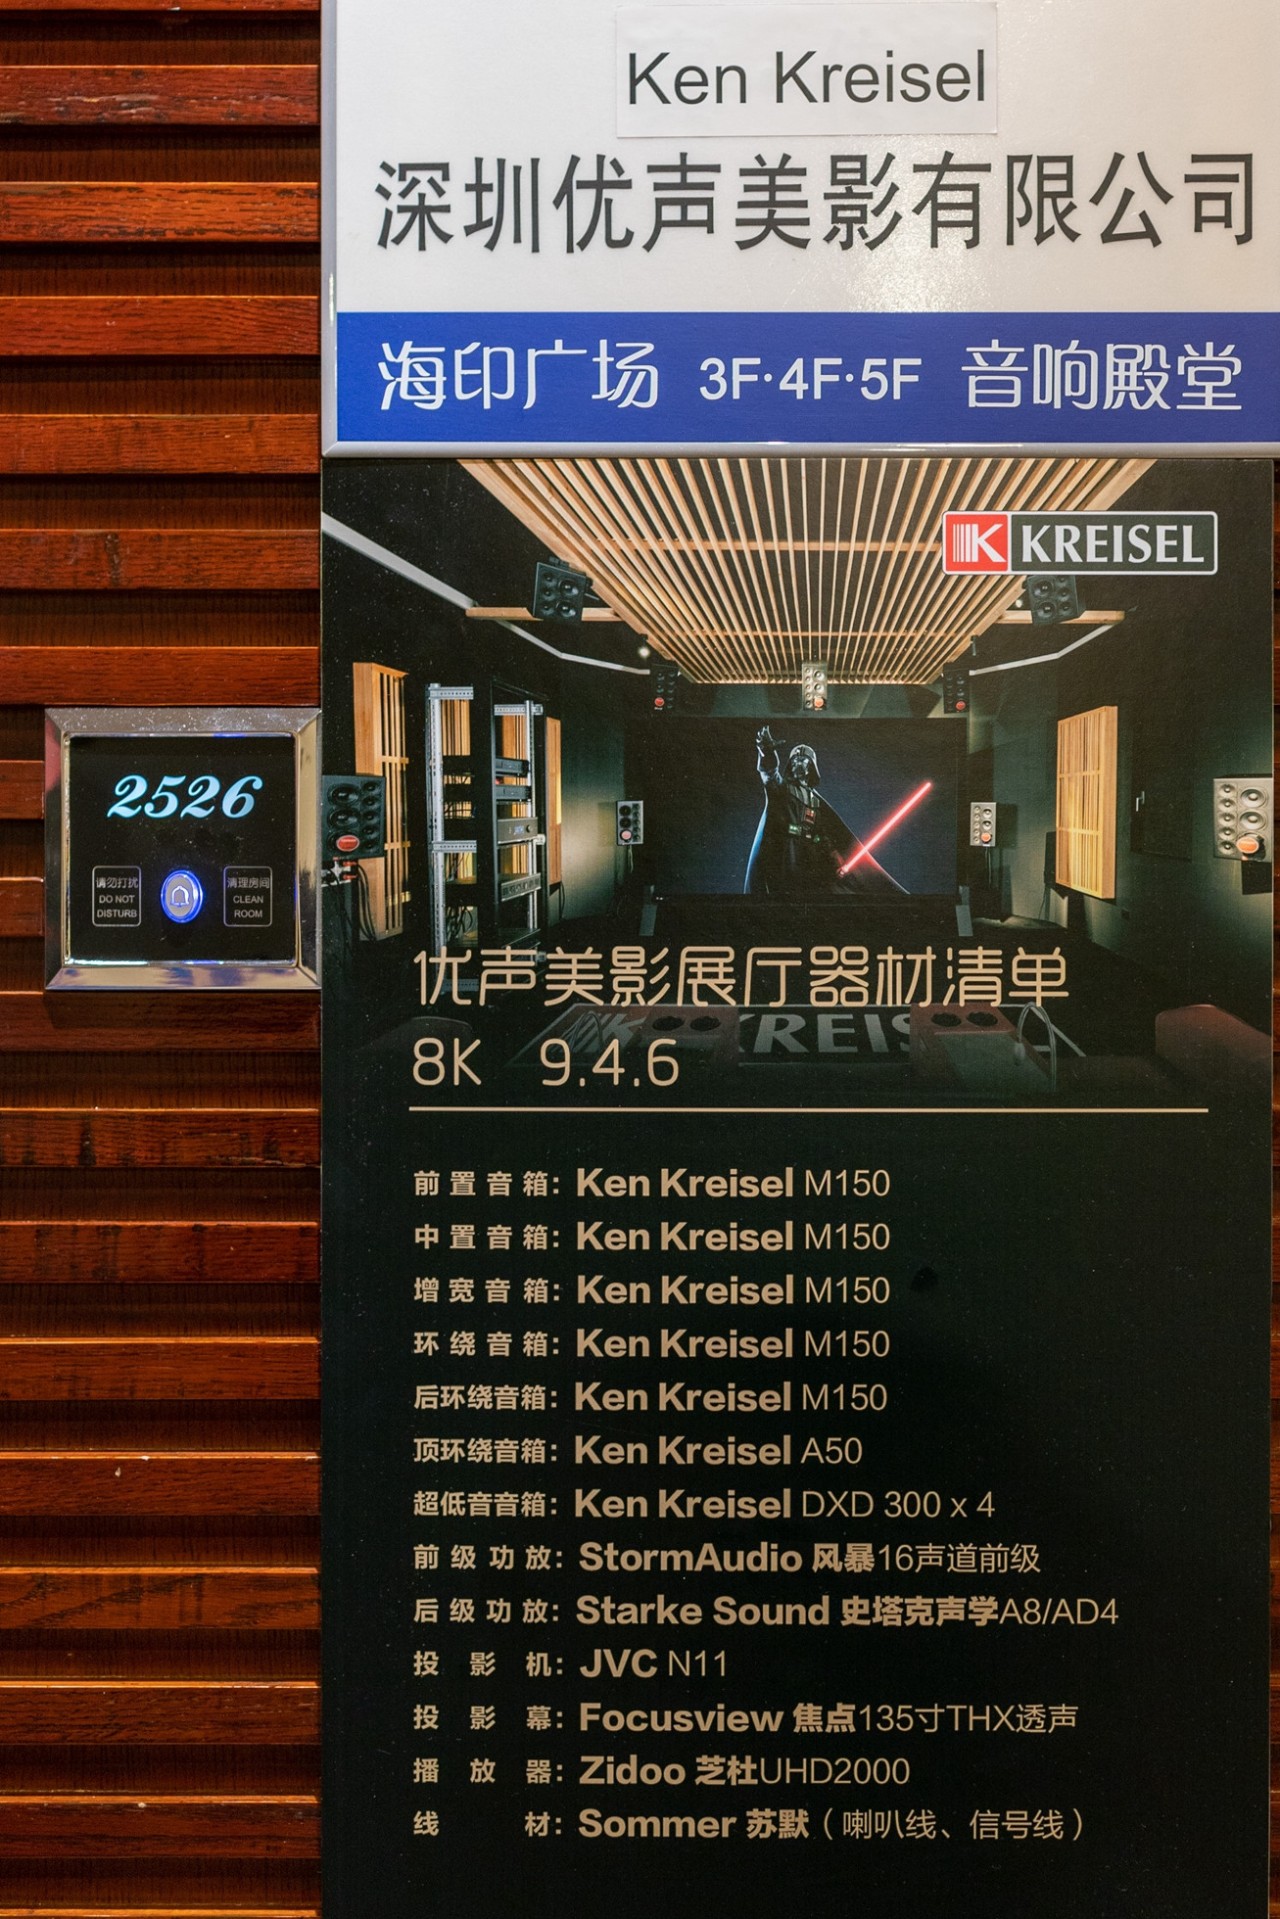 Ken Kreisel
深圳优声美影有限公司
海印广场 3F·4F·5F 音响殿堂
K KREISEL
2526
请勿打扰
DO NOT
DISTURB
清理房间
CLEAN
ROOM
优声美影展厅器材清单
KREISEL
8K 9.4.6
前置音箱: Ken Kreisel M150
中置音箱: Ken Kreisel M150
增宽音箱: Ken Kreisel M150
环绕音箱: Ken Kreisel M150
后环绕音箱: Ken Kreisel M150
顶环绕音箱: Ken Kreisel A50
超低音音箱: Ken Kreisel DXD 300 x 4
前级功放: StormAudio 风暴16声道前级
后级功放: Starke Sound 史塔克声学A8/AD4
投影机: JVC N11
投影幕: Focusview 焦点135寸THX透声
播放器: Zidoo 芝杜UHD2000
线材: Sommer 苏默（喇叭线、信号线）